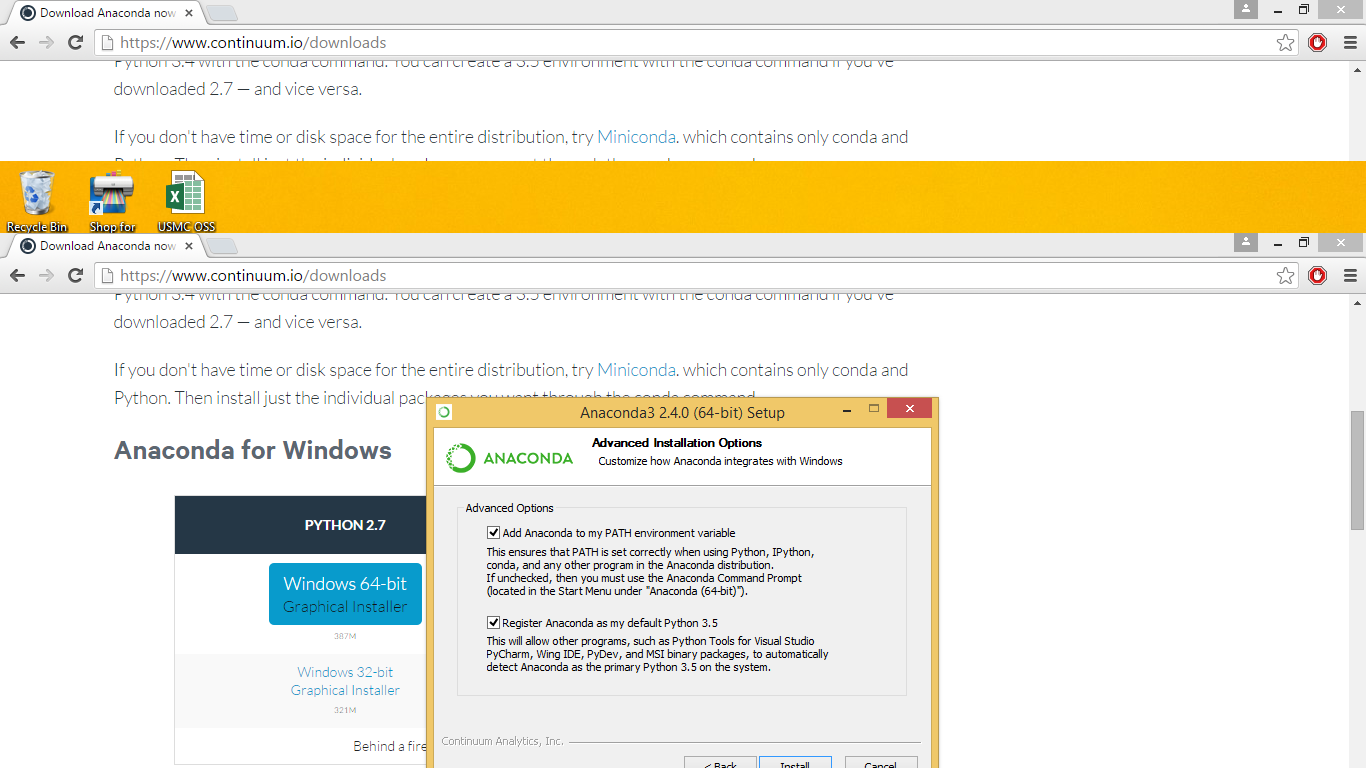 Download Anaconda now
https://www.continuum.io/downloads
Python 3.4 with the conda command. You can create a 3.5 environment with the conda command if you've
downloaded 2.7 — and vice versa.
If you don't have time or disk space for the entire distribution, try Miniconda. which contains only conda and
Recycle Bin
Shop for
USMC OSS
Download Anaconda now
https://www.continuum.io/downloads
Python 3.4 with the conda command. You can create a 3.5 environment with the conda command if you've
downloaded 2.7 — and vice versa.
If you don't have time or disk space for the entire distribution, try Miniconda. which contains only conda and
Python. Then install just the individual packages you want through the conda command.
Anaconda for Windows
PYTHON 2.7
Windows 64-bit
Graphical Installer
387M
Windows 32-bit
Graphical Installer
321M
Behind a fire
Anaconda3 2.4.0 (64-bit) Setup
ANACONDA
Advanced Installation Options
Customize how Anaconda integrates with Windows
Advanced Options
Add Anaconda to my PATH environment variable
This ensures that PATH is set correctly when using Python, IPython,
conda, and any other program in the Anaconda distribution.
If unchecked, then you must use the Anaconda Command Prompt
(located in the Start Menu under "Anaconda (64-bit)").
Register Anaconda as my default Python 3.5
This will allow other programs, such as Python Tools for Visual Studio
PyCharm, Wing IDE, PyDev, and MSI binary packages, to automatically
detect Anaconda as the primary Python 3.5 on the system.
Continuum Analytics, Inc.
< Back
Install
Cancel